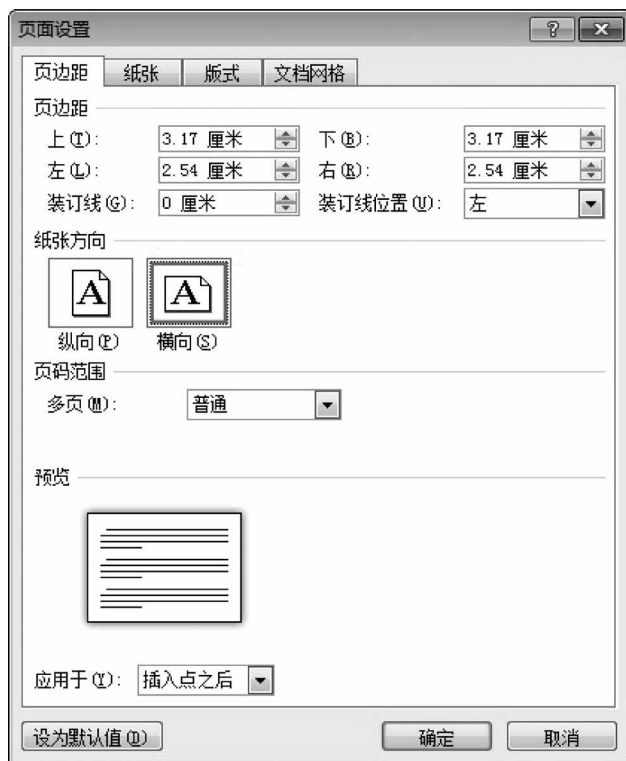 页面设置
页边距 纸张 版式 文档网格
页边距
上(T): 3.17 厘米 下(B): 3.17 厘米
左(L): 2.54 厘米 右(R): 2.54 厘米
装订线(G): 0 厘米 装订线位置(U): 左
纸张方向
A A
纵向(P) 横向(S)
页码范围
多页(M): 普通
预览
应用于(Y): 插入点之后
设为默认值(D) 确定 取消